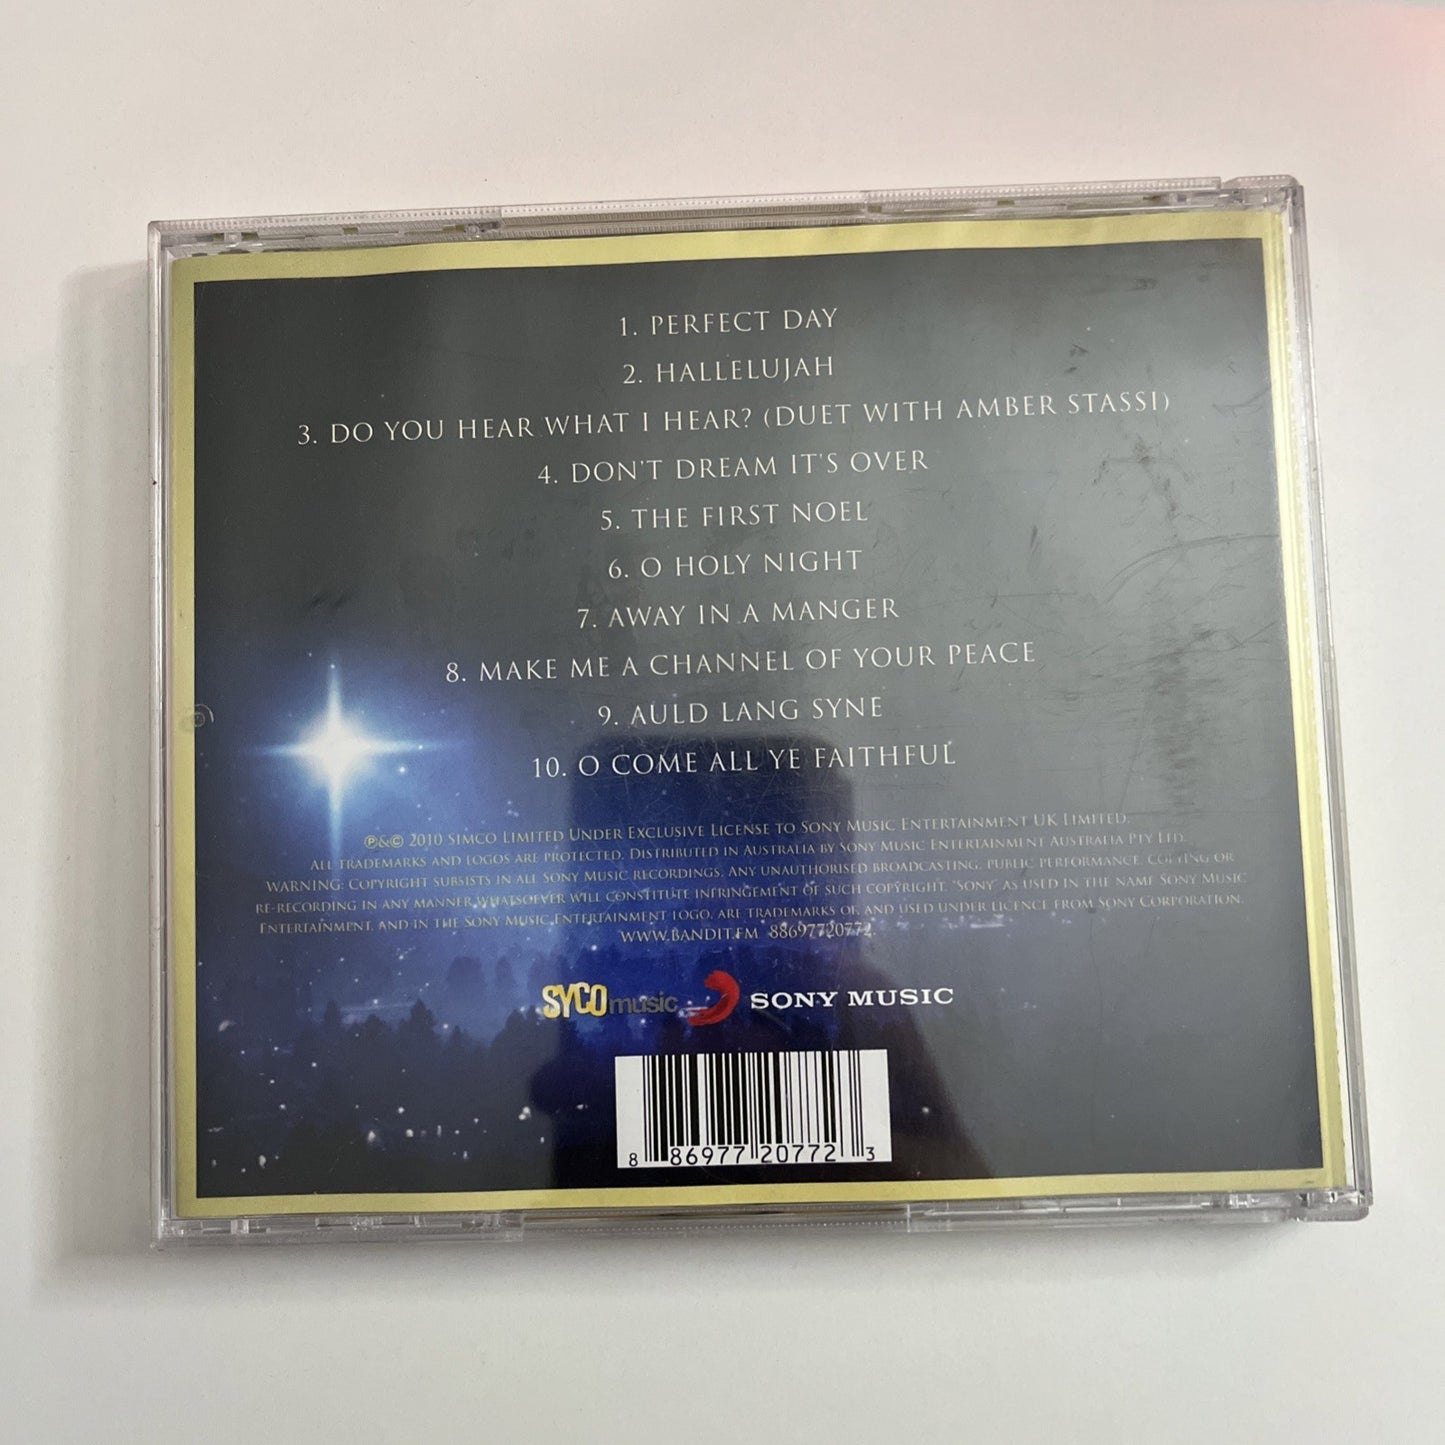 1. PERFECT DAY
2. HALLELUJAH
3. DO YOU HEAR WHAT I HEAR? (DUET WITH AMBER STASSI)
4. DON'T DREAM IT'S OVER
5. THE FIRST NOEL
6. O HOLY NIGHT
7. AWAY IN A MANGER
8. MAKE ME A CHANNEL OF YOUR PEACE
9. AULD LANG SYNE
10. O COME ALL YE FAITHFUL
℗&© 2010 SIMCO LIMITED UNDER EXCLUSIVE LICENSE TO SONY MUSIC ENTERTAINMENT UK LIMITED.
ALL TRADEMARKS AND LOGOS ARE PROTECTED. DISTRIBUTED IN AUSTRALIA BY SONY MUSIC ENTERTAINMENT AUSTRALIA PTY LTD.
WARNING: COPYRIGHT SUBSISTS IN ALL SONY MUSIC RECORDINGS. ANY UNAUTHORISED BROADCASTING, PUBLIC PERFORMANCE, COPYING OR
RE-RECORDING IN ANY MANNER WHATSOEVER WILL CONSTITUTE INFRINGEMENT OF SUCH COPYRIGHT. "SONY" AS USED IN THE NAME SONY MUSIC
ENTERTAINMENT, AND IN THE SONY MUSIC ENTERTAINMENT LOGO, ARE TRADEMARKS OF, AND USED UNDER LICENCE FROM SONY CORPORATION.
WWW.BANDIT.FM 88697720772
SYCOmusic SONY MUSIC
8 86977 20772 3